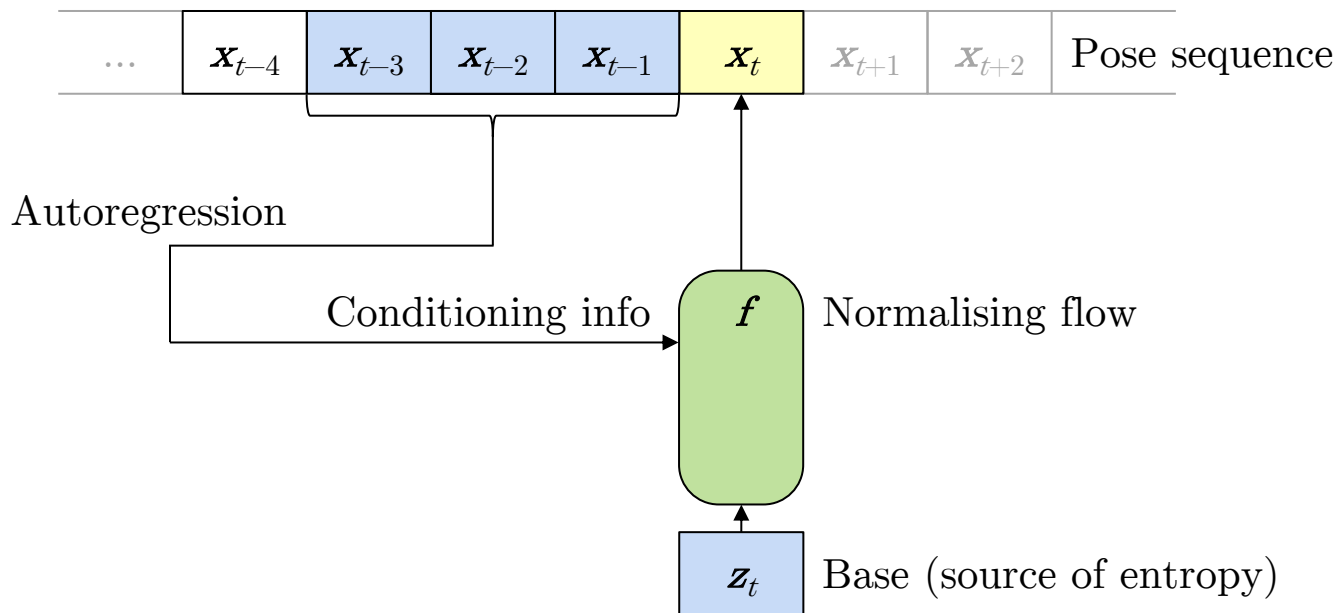 ... x_{t−4} x_{t−3} x_{t−2} x_{t−1} x_t x_{t+1} x_{t+2} Pose sequence
Autoregression
Conditioning info f Normalising flow
z_t Base (source of entropy)